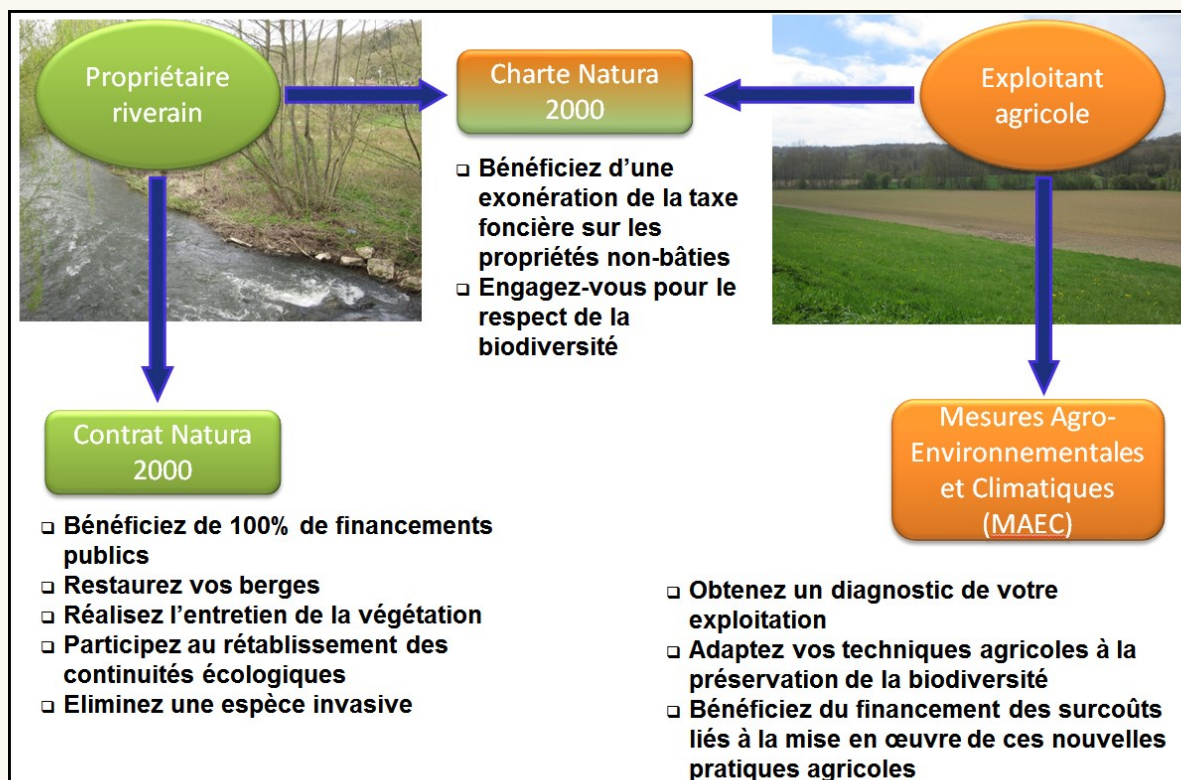 Propriétaire
riverain
Charte Natura
2000
Exploitant
agricole
❑ Bénéficiez d’une
exonération de la taxe
foncière sur les
propriétés non-bâties
❑ Engagez-vous pour le
respect de la
biodiversité
Contrat Natura
2000
❑ Bénéficiez de 100% de financements
publics
❑ Restaurez vos berges
❑ Réalisez l’entretien de la végétation
❑ Participez au rétablissement des
continuités écologiques
❑ Eliminez une espèce invasive
Mesures Agro-
Environnementales
et Climatiques
(MAEC)
❑ Obtenez un diagnostic de votre
exploitation
❑ Adaptez vos techniques agricoles à la
préservation de la biodiversité
❑ Bénéficiez du financement des surcoûts
liés à la mise en œuvre de ces nouvelles
pratiques agricoles